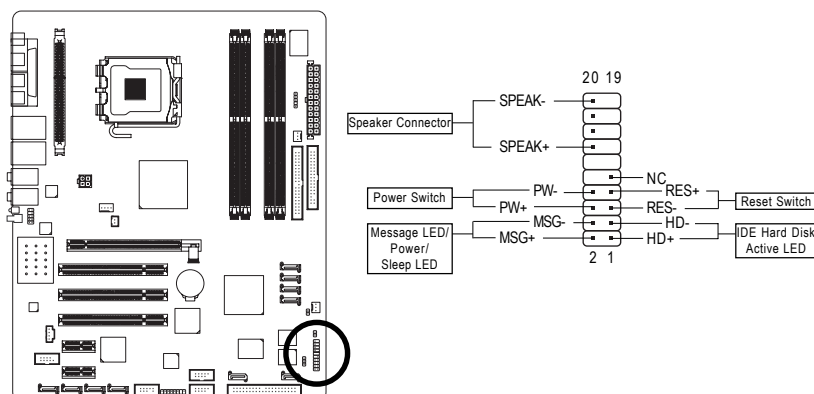 20 19
SPEAK-
Speaker Connector
SPEAK+
NC
PW-
RES+
Power Switch
Reset Switch
PW+
RES-
MSG-
HD-
Message LED/
Power/
Sleep LED
IDE Hard Disk
Active LED
MSG+
HD+
2 1